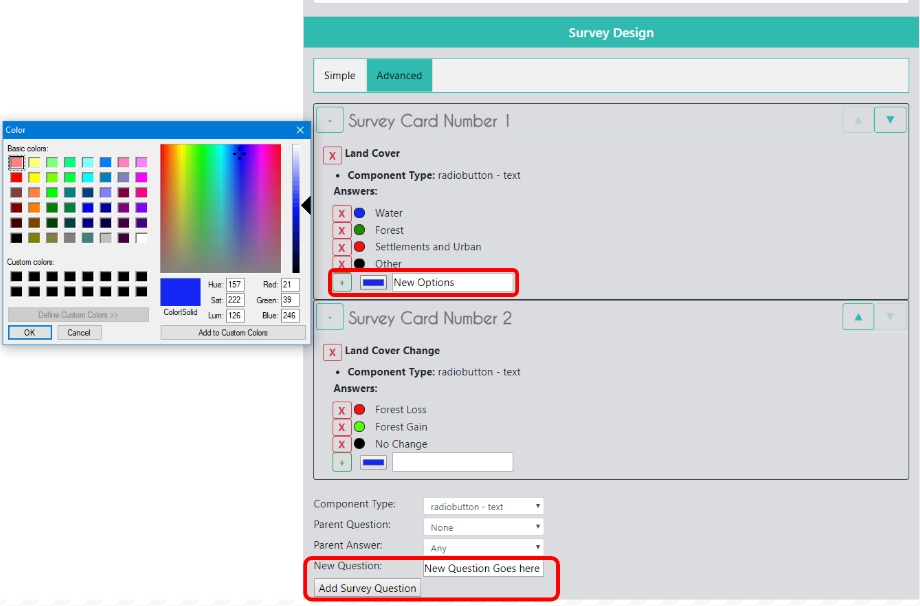 Survey Design
Simple Advanced
- Survey Card Number 1 ▲ ▼
X Land Cover
• Component Type: radiobutton - text
Answers:
X Water
X Forest
X Settlements and Urban
X Other
+ New Options
- Survey Card Number 2 ▲ ▼
X Land Cover Change
• Component Type: radiobutton - text
Answers:
X Forest Loss
X Forest Gain
X No Change
+
Component Type: radiobutton - text
Parent Question: None
Parent Answer: Any
New Question: New Question Goes here
Add Survey Question
Color
Basic colors:
Custom colors:
Define Custom Colors >>
OK Cancel
Color|Solid
Hue: 157 Red: 21
Sat: 222 Green: 39
Lum: 126 Blue: 246
Add to Custom Colors